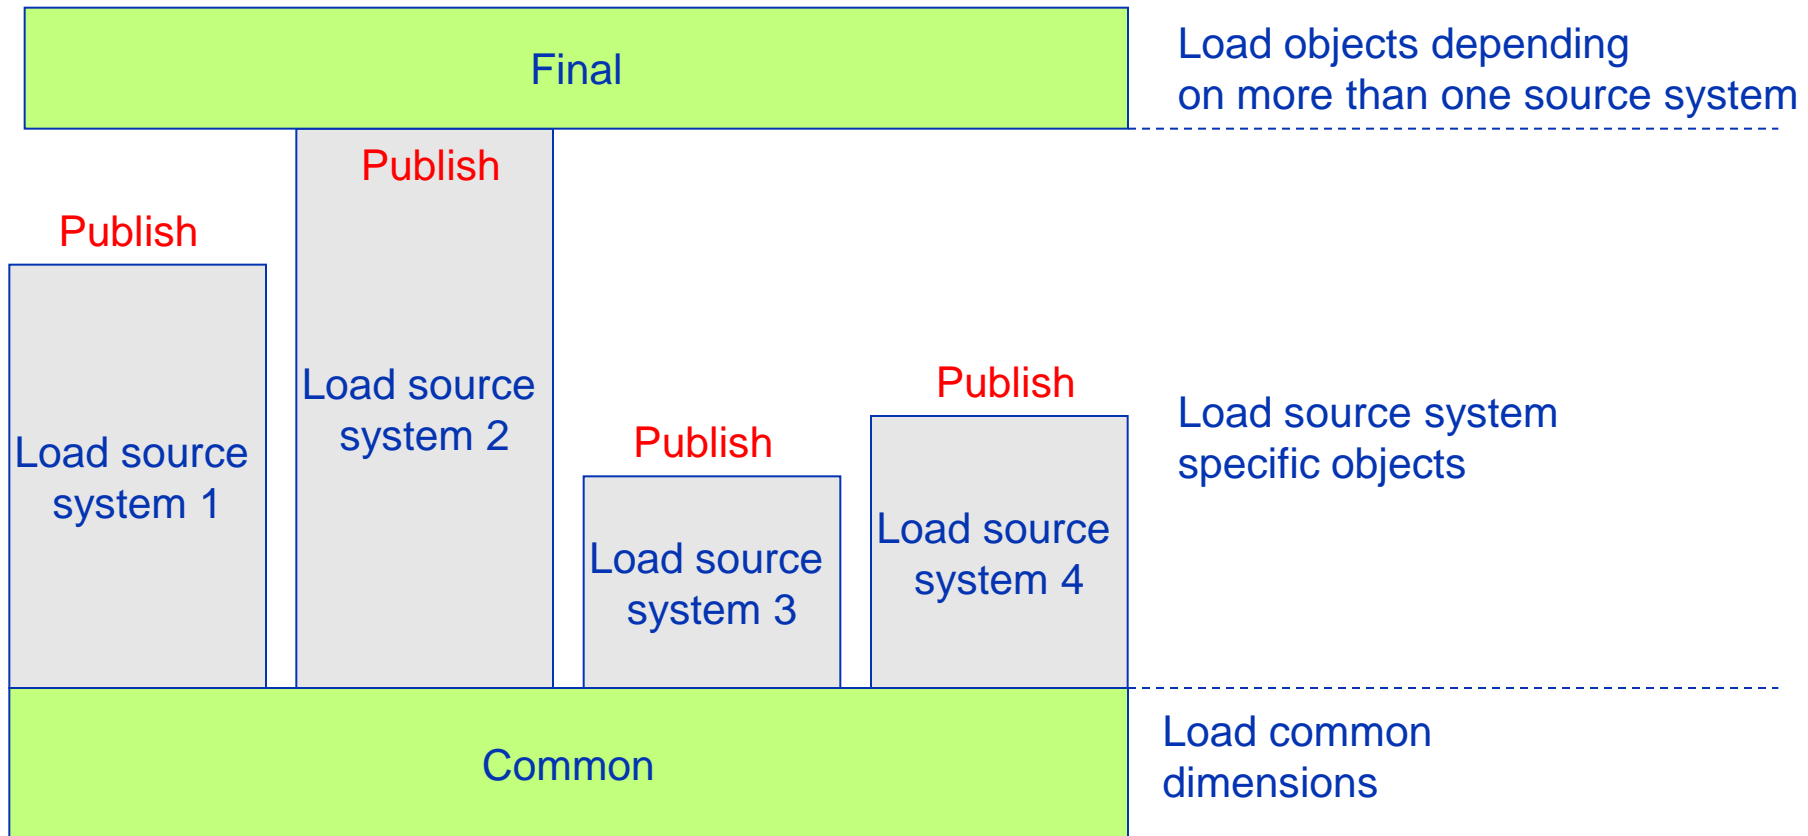 Final
Load objects depending
on more than one source system
Publish
Publish
Load source
system 2
Load source
system 1
Publish
Publish
Load source system
specific objects
Load source
system 3
Load source
system 4
Common
Load common
dimensions